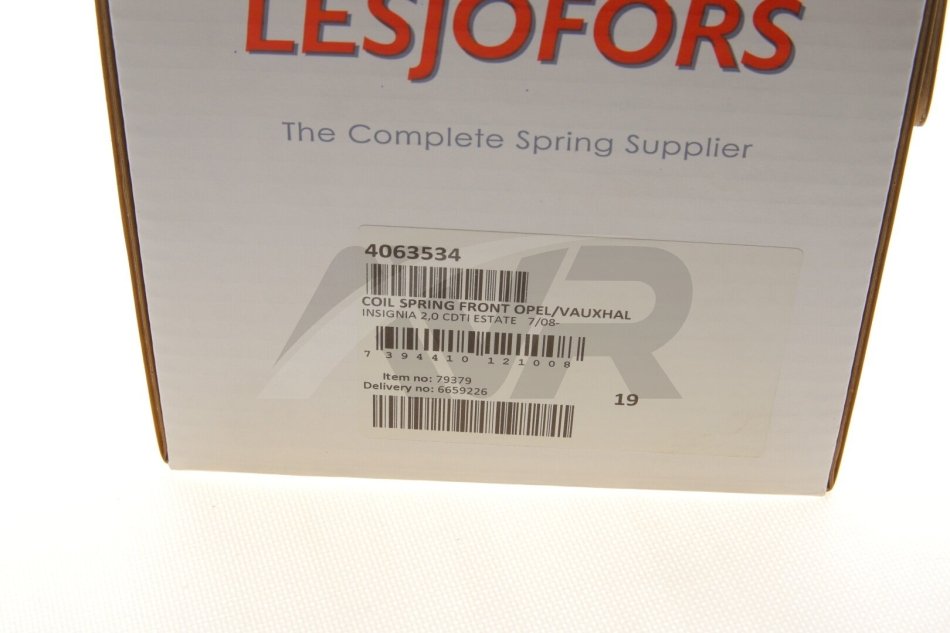 LESJÖFORS
The Complete Spring Supplier
4063534
COIL SPRING FRONT OPEL/VAUXHAL
INSIGNIA 2,0 CDTI ESTATE 7/08-
7 394410 121008
Item no: 79379
Delivery no: 6659226
19